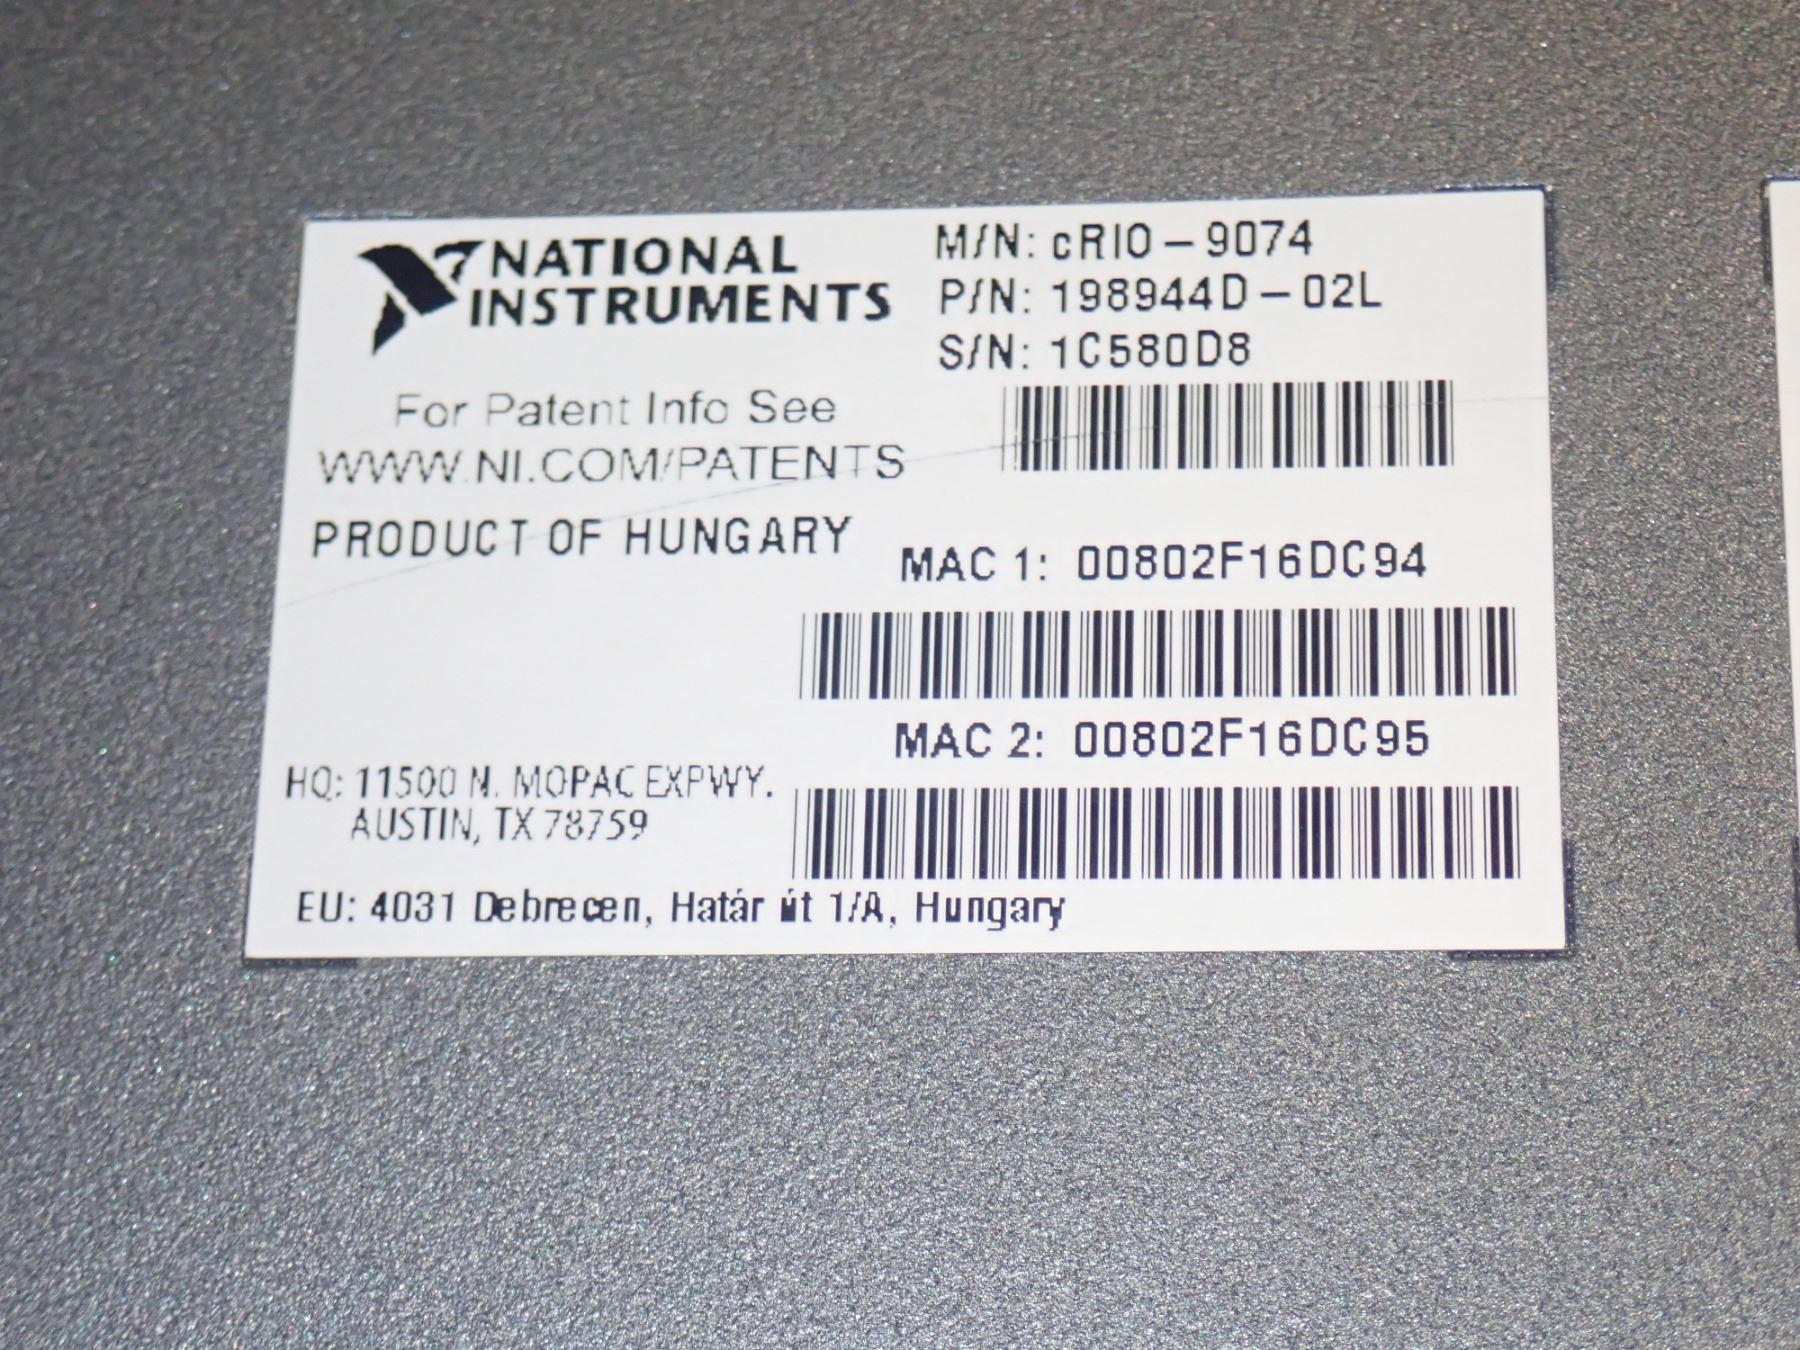 NATIONAL
INSTRUMENTS
M/N: cRIO-9074
P/N: 198944D-02L
S/N: 1C580D8
For Patent Info See
WWW.NI.COM/PATENTS
PRODUCT OF HUNGARY
MAC 1: 00802F16DC94
MAC 2: 00802F16DC95
HQ: 11500 N. MOPAC EXPWY.
AUSTIN, TX 78759
EU: 4031 Debrecen, Határ út 1/A, Hungary